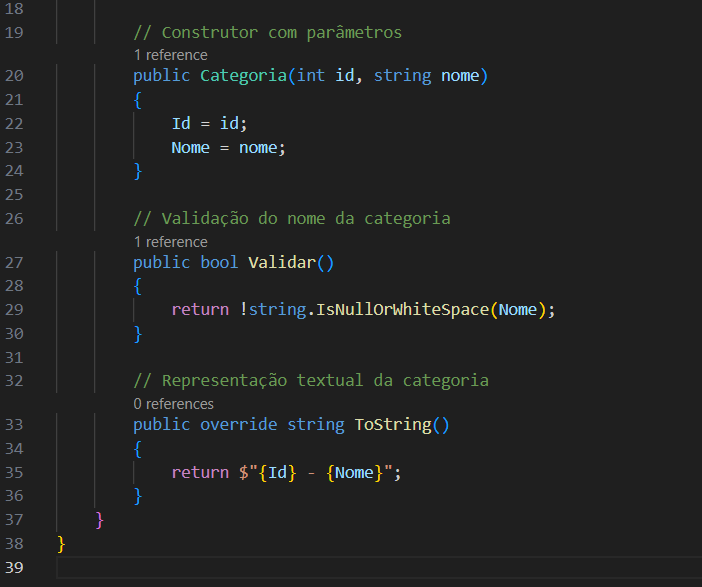 18
19 // Construtor com parâmetros
1 reference
20 public Categoria(int id, string nome)
21 {
22 Id = id;
23 Nome = nome;
24 }
25
26 // Validação do nome da categoria
1 reference
27 public bool Validar()
28 {
29 return !string.IsNullOrWhiteSpace(Nome);
30 }
31
32 // Representação textual da categoria
0 references
33 public override string ToString()
34 {
35 return $"{Id} - {Nome}";
36 }
37 }
38 }
39